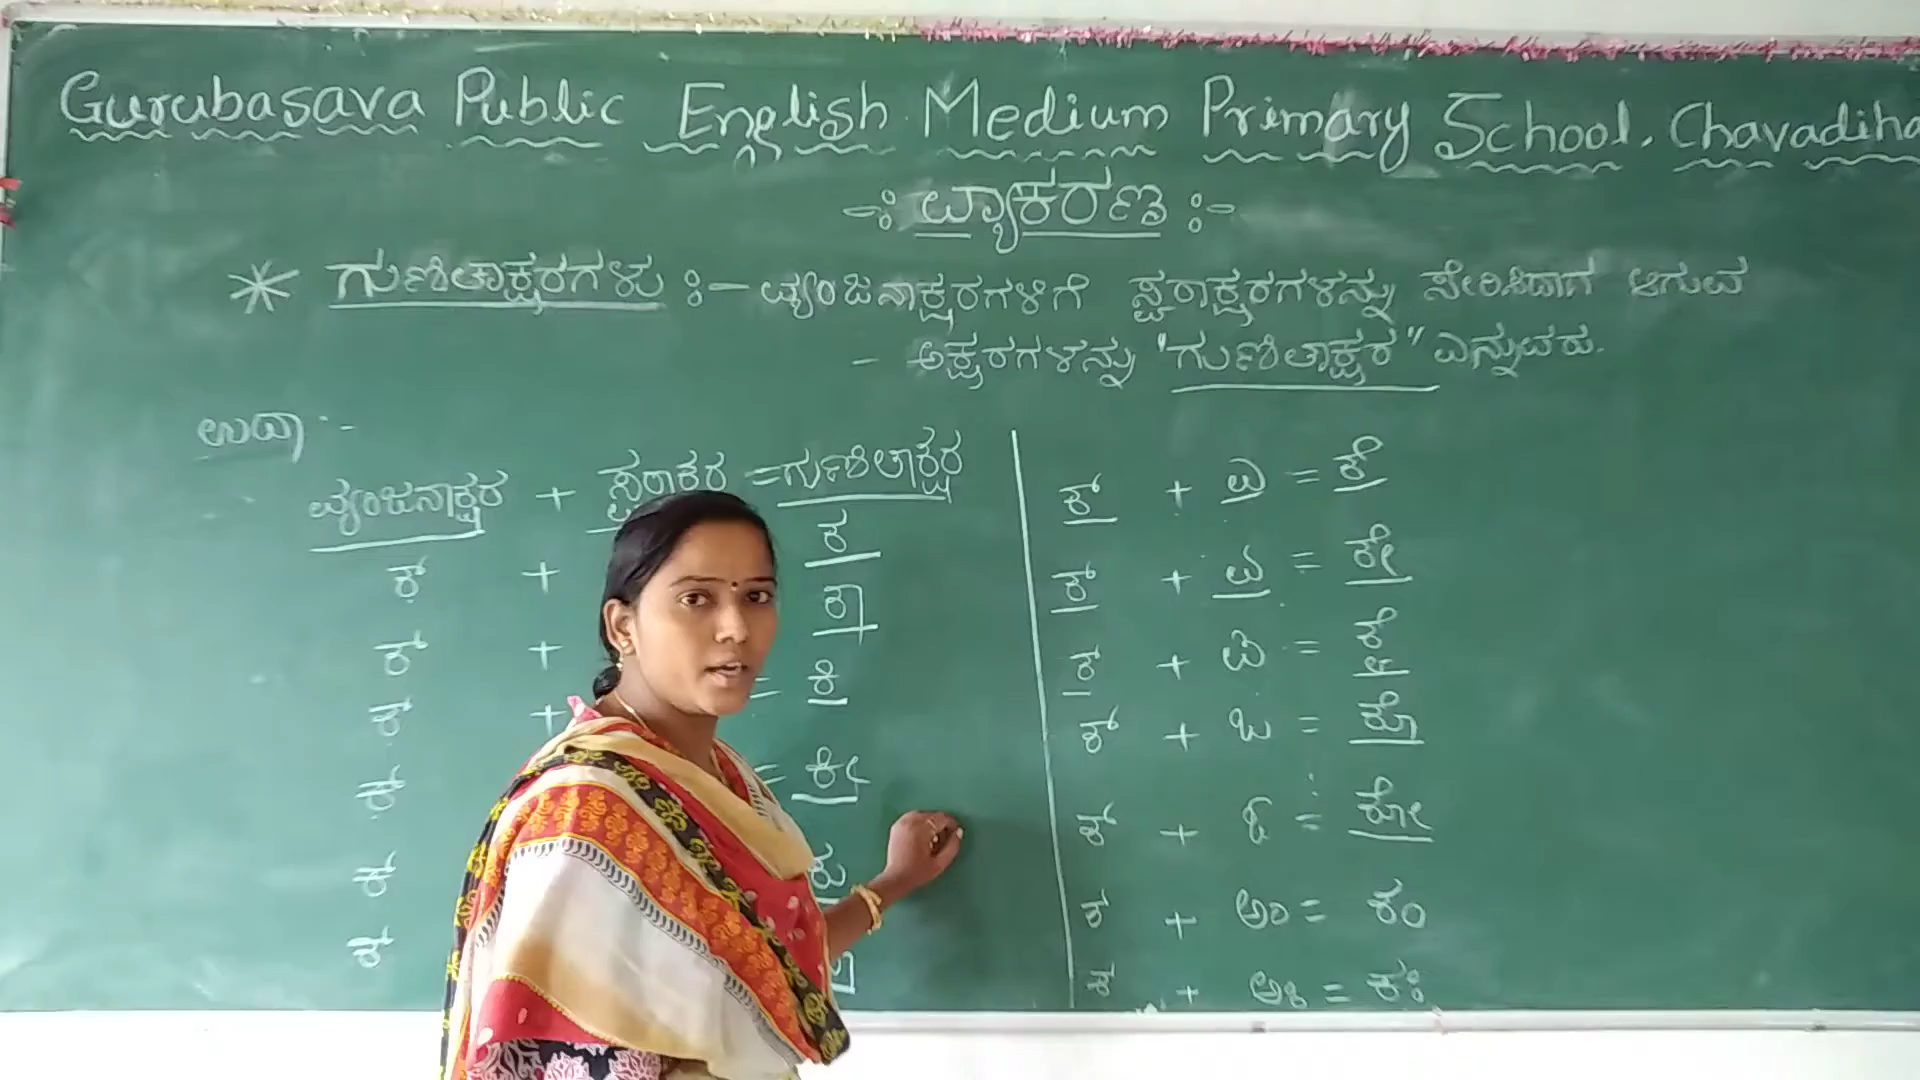 Gurubasava Public English Medium Primary School, Chavadiha
-: ವ್ಯಾಕರಣ :-
* ಗುಣಿತಾಕ್ಷರಗಳು :- ವ್ಯಂಜನಾಕ್ಷರಗಳಿಗೆ ಸ್ವರಾಕ್ಷರಗಳನ್ನು ಸೇರಿಸಿದಾಗ ಆಗುವ
- ಅಕ್ಷರಗಳನ್ನು "ಗುಣಿತಾಕ್ಷರ" ಎನ್ನುವರು.
ಉದಾ :-
ವ್ಯಂಜನಾಕ್ಷರ + ಸ್ವರಾಕ್ಷರ = ಗುಣಿತಾಕ್ಷರ
ಕ್ + ಕ
ಕ್ + ಕಾ
ಕ್ + = ಕಿ
ಕ್ = ಕೀ
ಕ್ ಕು
ಕ್
ಕ್ + ಎ = ಕೆ
ಕ್ + ಏ = ಕೇ
ಕ್ + ಐ = ಕೈ
ಕ್ + ಒ = ಕೊ
ಕ್ + ಓ = ಕೋ
ಕ + ಅಂ = ಕಂ
ಕ + ಅಃ = ಕಃ